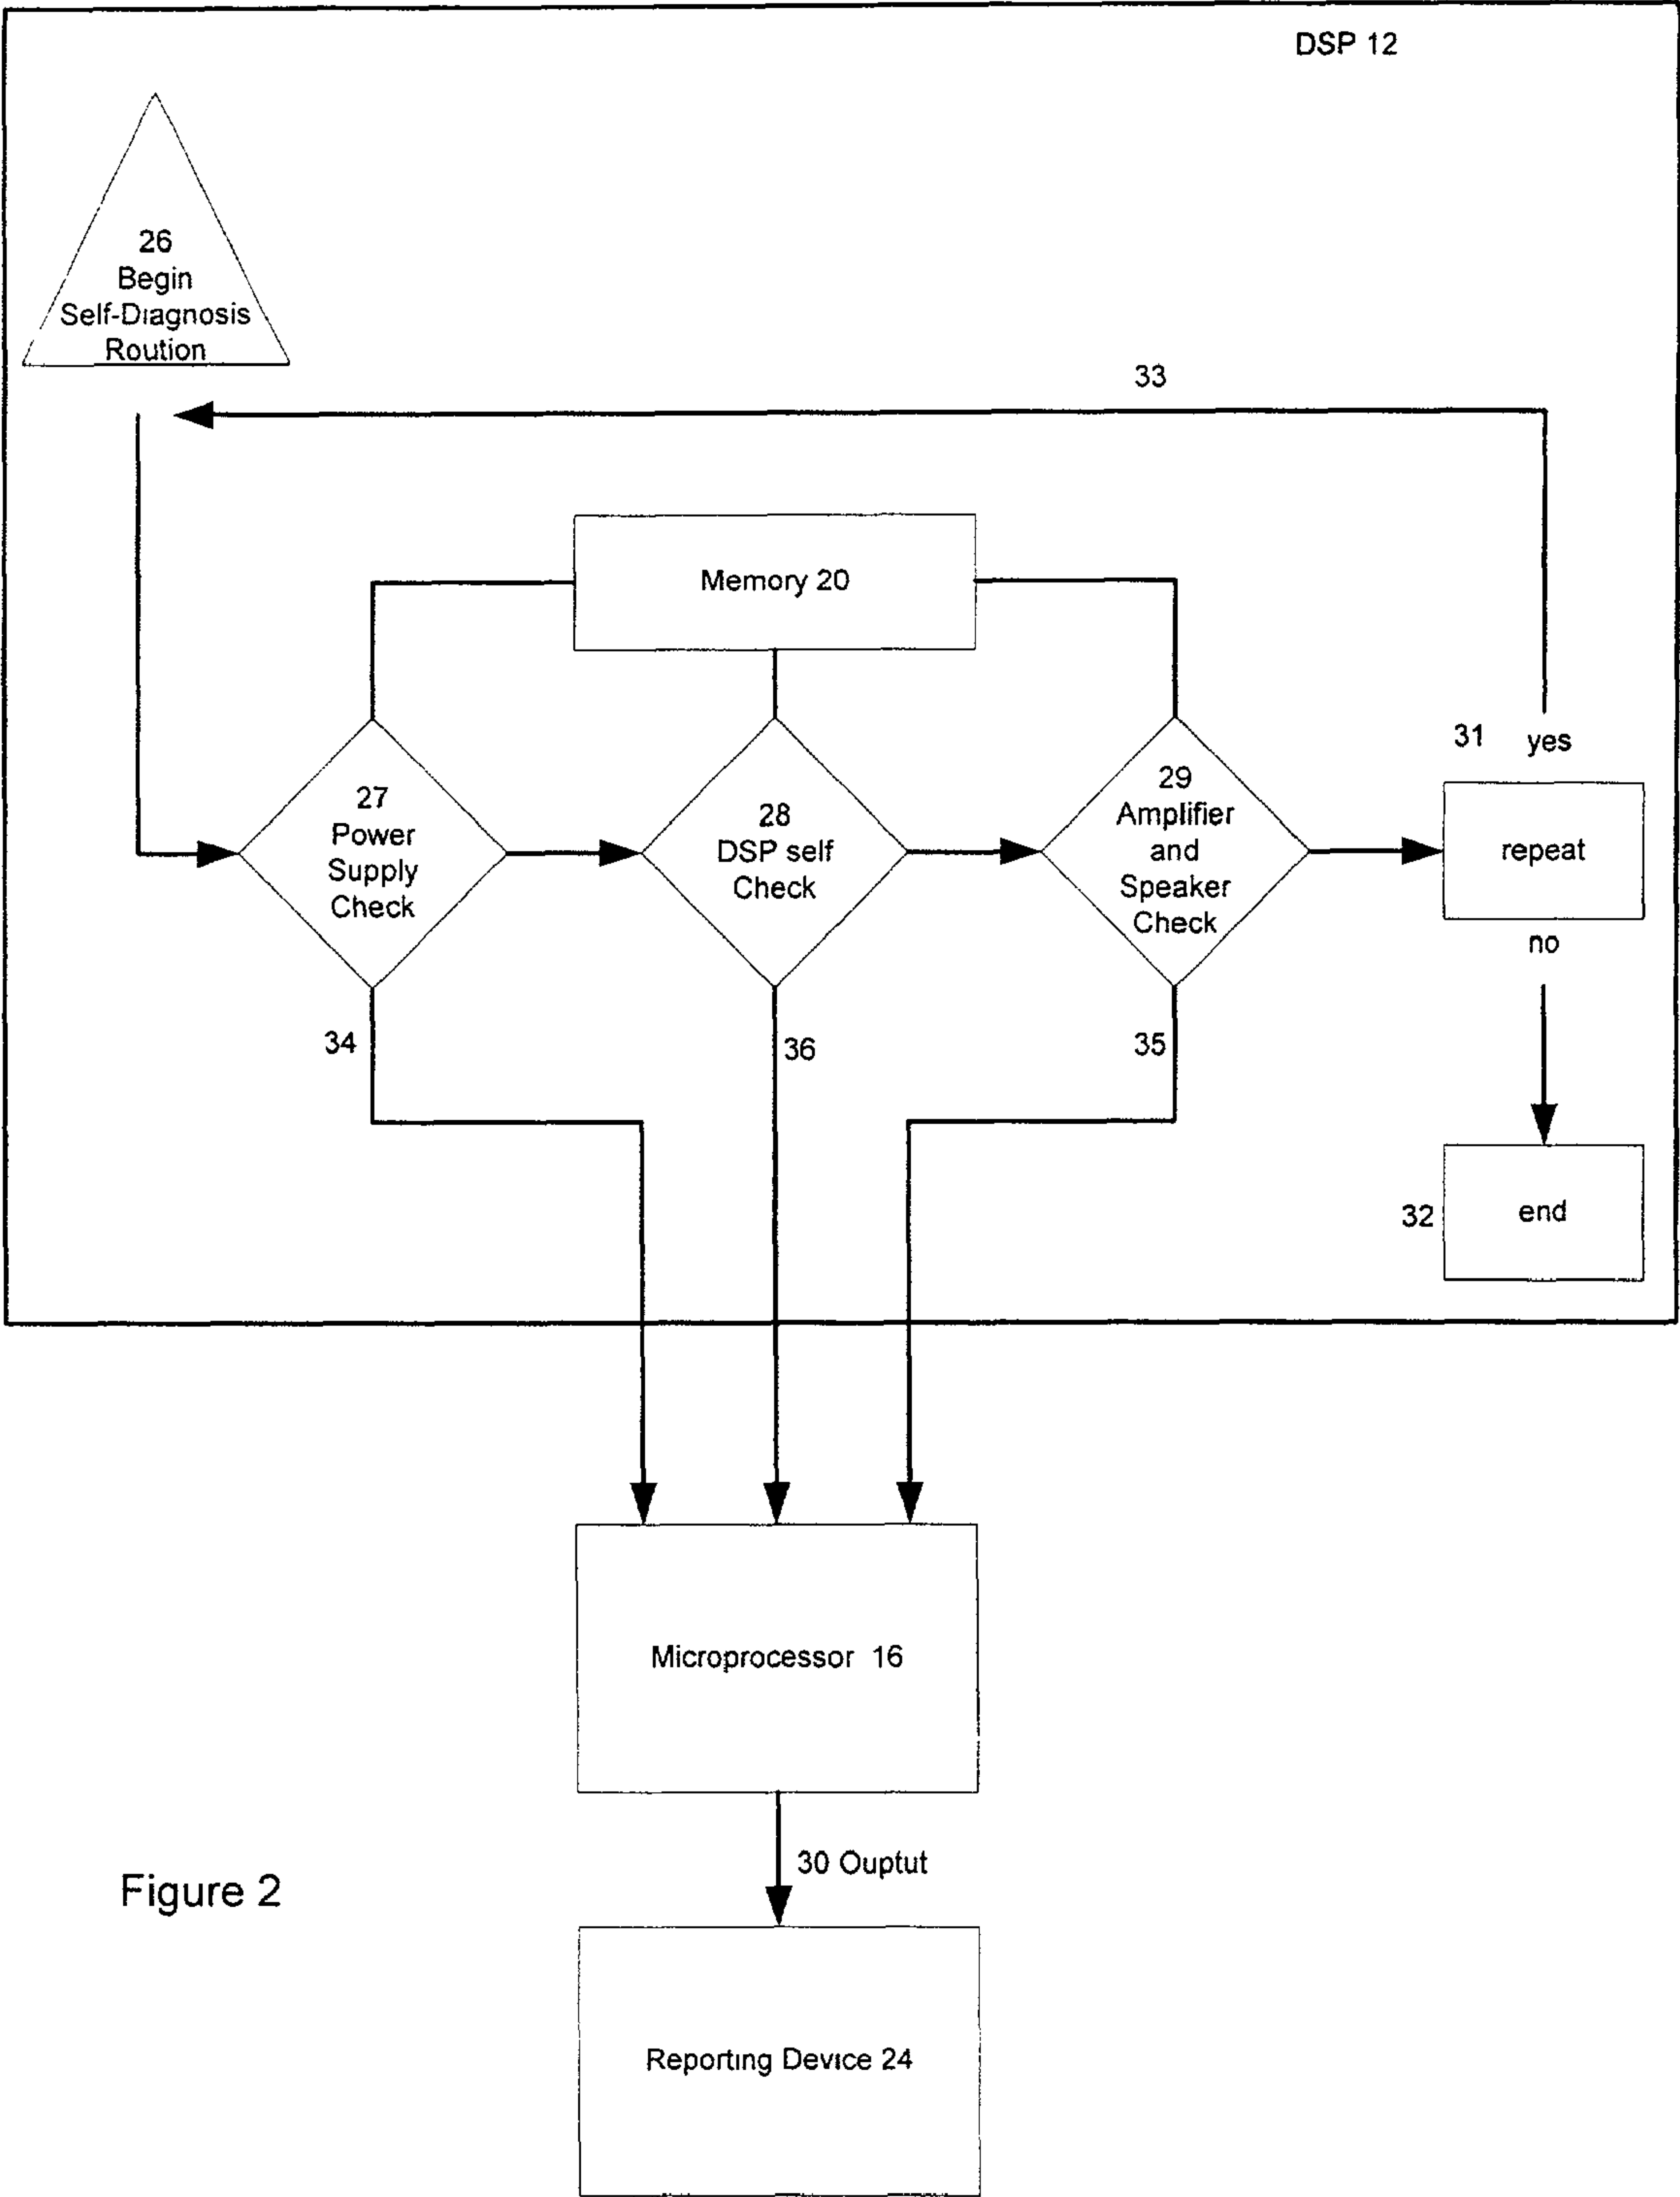 DSP 12
26
Begin
Self-Diagnosis
Roution
33
Memory 20
31 yes
27
Power
Supply
Check
28
DSP self
Check
29
Amplifier
and
Speaker
Check
repeat
no
34
36
35
32
end
Microprocessor 16
30 Ouptut
Figure 2
Reporting Device 24